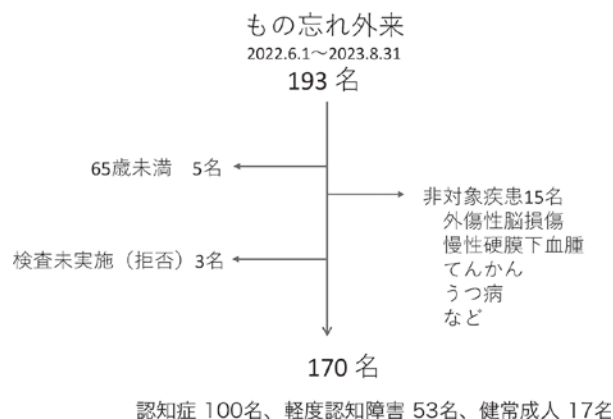 もの忘れ外来
2022.6.1〜2023.8.31
193 名
65歳未満　5名
非対象疾患15名
外傷性脳損傷
慢性硬膜下血腫
てんかん
うつ病
など
検査未実施（拒否）3名
170 名
認知症 100名、軽度認知障害 53名、健常成人 17名